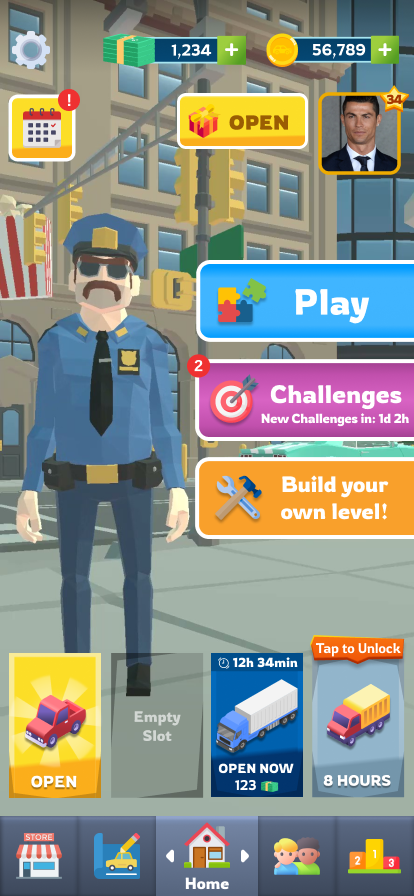 1,234 +
56,789 +
!
OPEN
34
Play
2
Challenges
New Challenges in: 1d 2h
Build your
own level!
OPEN
Empty
Slot
12h 34min
OPEN NOW
123
Tap to Unlock
8 HOURS
STORE
Home
2 1 3